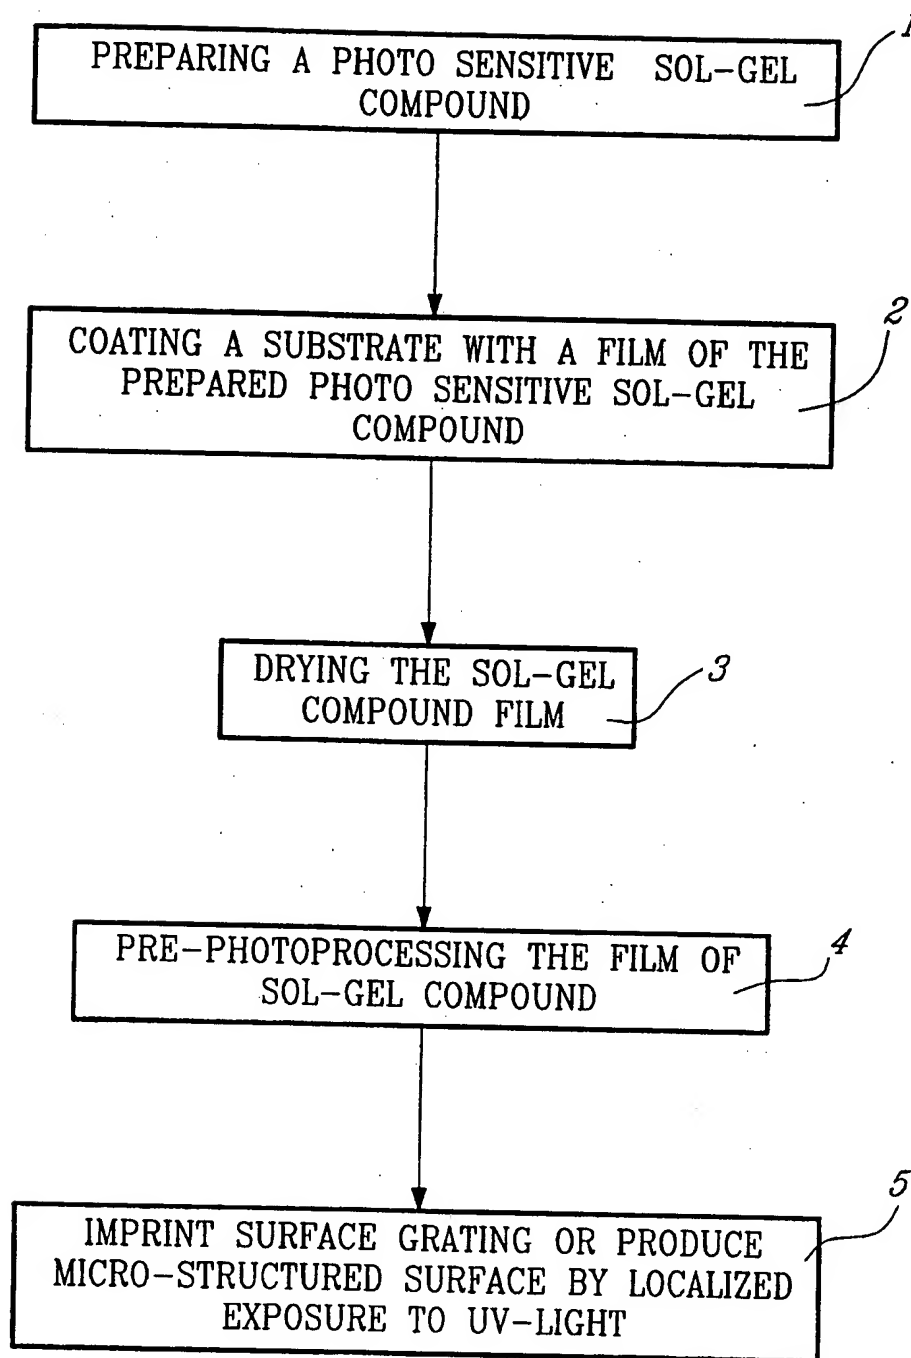 1
PREPARING A PHOTO SENSITIVE SOL-GEL
COMPOUND
2
COATING A SUBSTRATE WITH A FILM OF THE
PREPARED PHOTO SENSITIVE SOL-GEL
COMPOUND
3
DRYING THE SOL-GEL
COMPOUND FILM
4
PRE-PHOTOPROCESSING THE FILM OF
SOL-GEL COMPOUND
5
IMPRINT SURFACE GRATING OR PRODUCE
MICRO-STRUCTURED SURFACE BY LOCALIZED
EXPOSURE TO UV-LIGHT